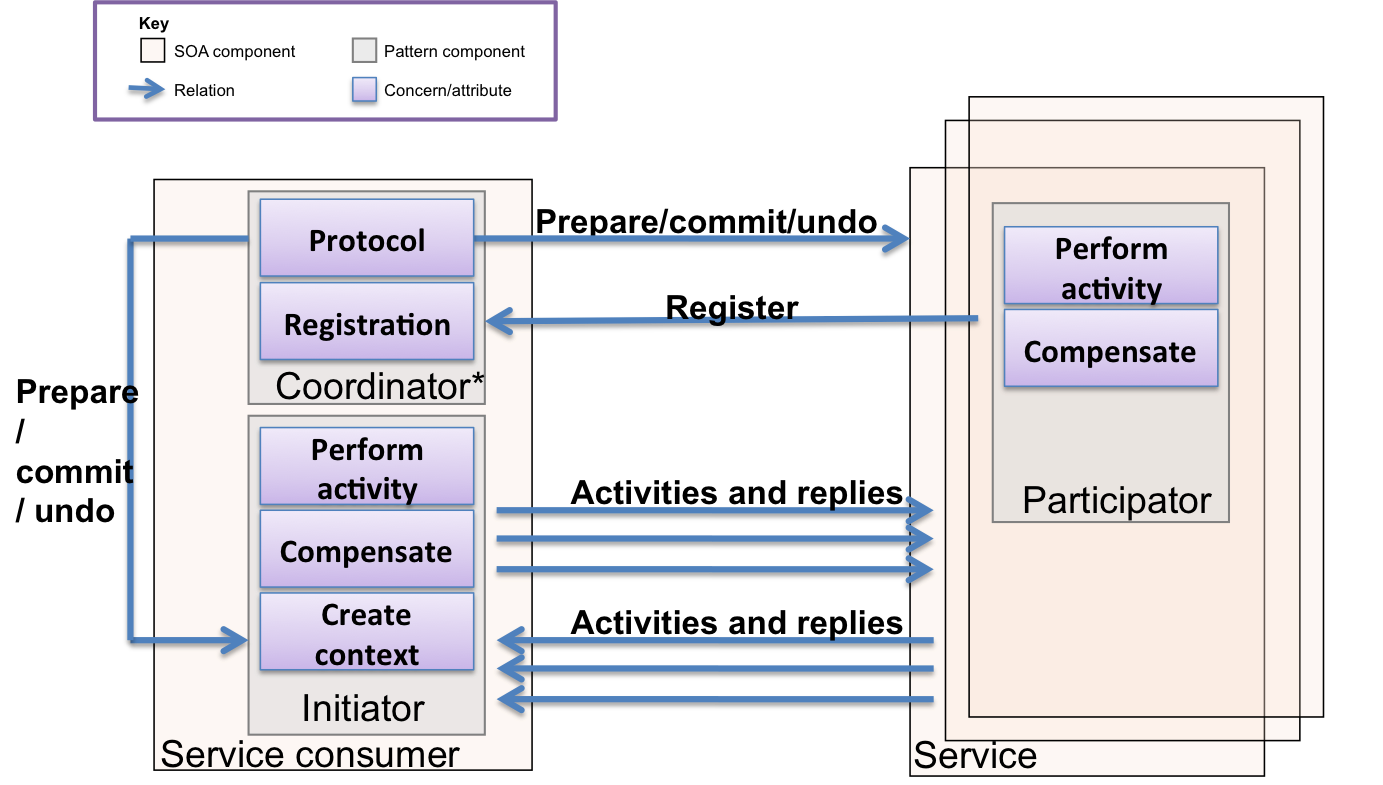 Key
SOA component
Pattern component
Relation
Concern/attribute
Protocol
Registration
Coordinator*
Prepare/commit/undo
Register
Perform
activity
Compensate
Participator
Prepare
/
commit
/ undo
Perform
activity
Compensate
Create
context
Initiator
Service consumer
Activities and replies
Activities and replies
Service